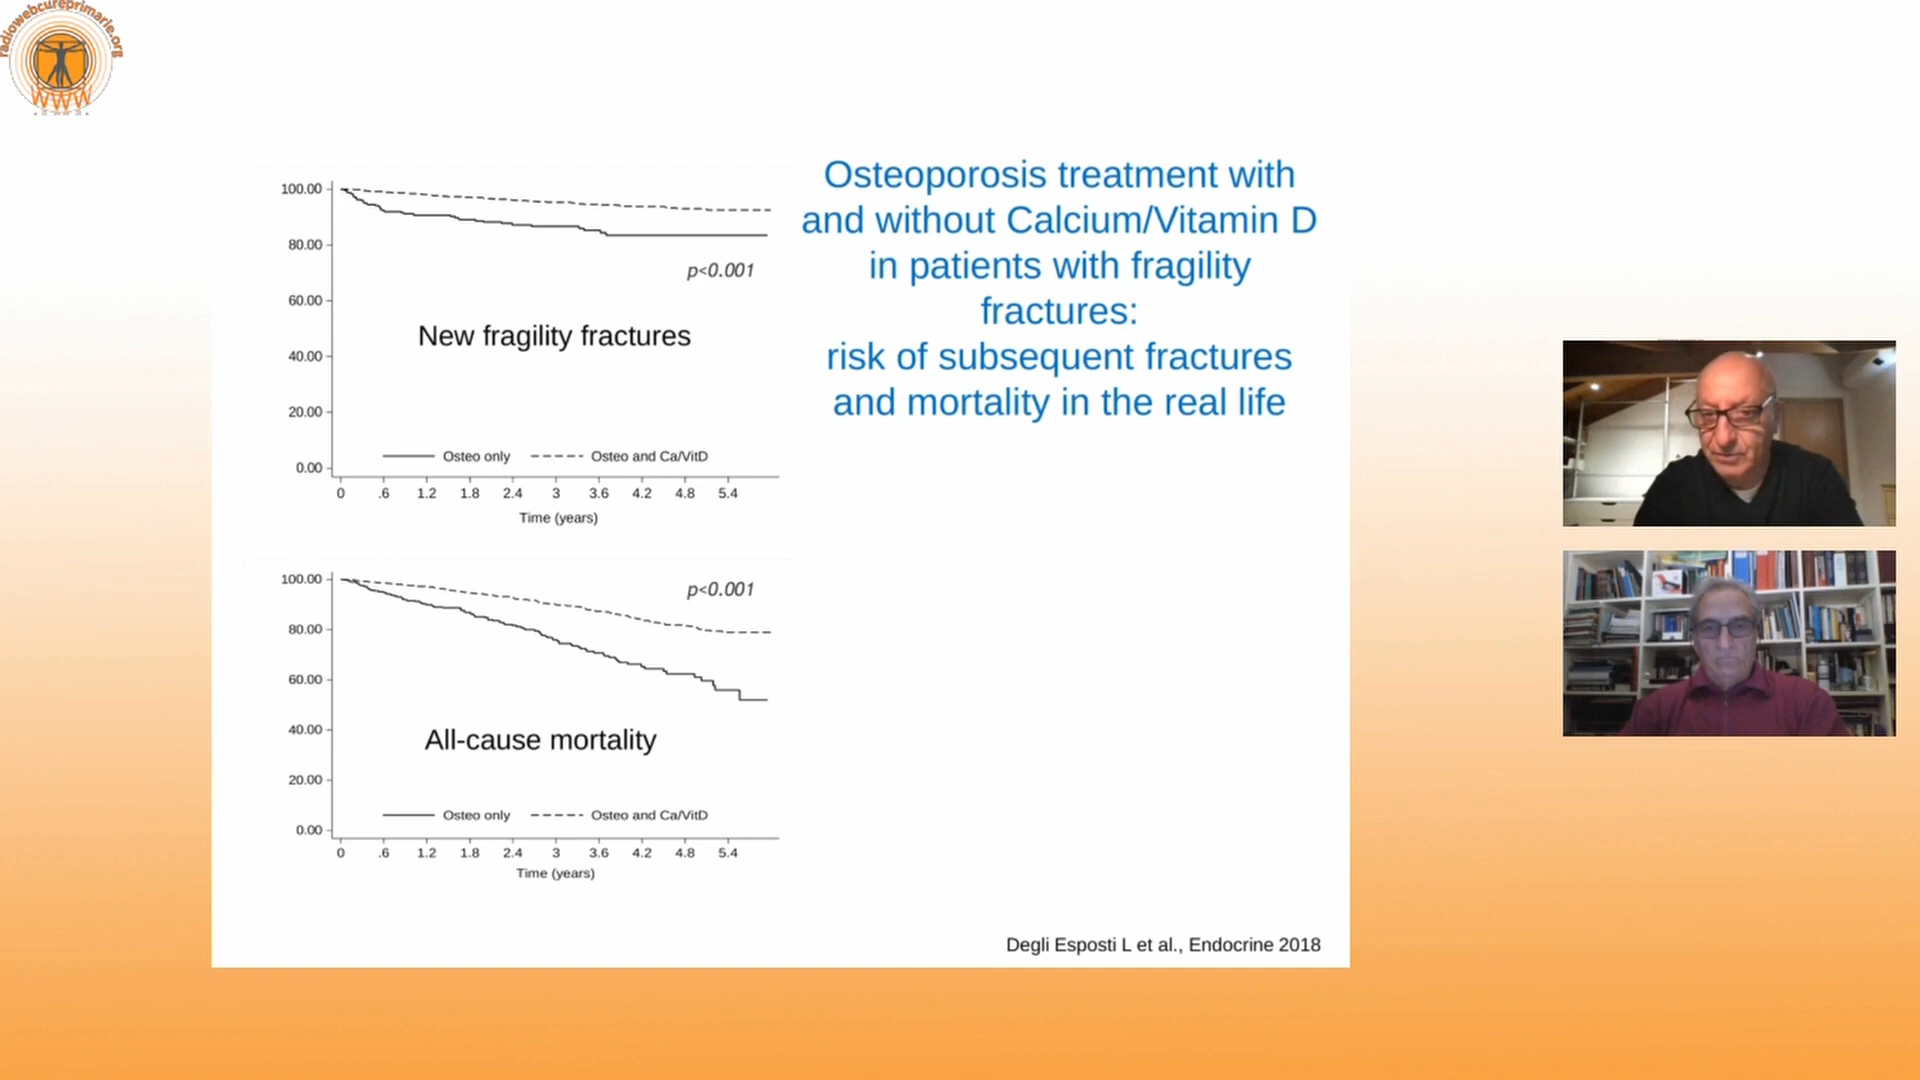 radiowebcureprimarie.org
WWW
Osteoporosis treatment with
and without Calcium/Vitamin D
in patients with fragility
fractures:
risk of subsequent fractures
and mortality in the real life
100.00
80.00
60.00
40.00
20.00
0.00
p<0.001
New fragility fractures
Osteo only
Osteo and Ca/VitD
0 .6 1.2 1.8 2.4 3 3.6 4.2 4.8 5.4
Time (years)
100.00
80.00
60.00
40.00
20.00
0.00
p<0.001
All-cause mortality
Osteo only
Osteo and Ca/VitD
0 .6 1.2 1.8 2.4 3 3.6 4.2 4.8 5.4
Time (years)
Degli Esposti L et al., Endocrine 2018